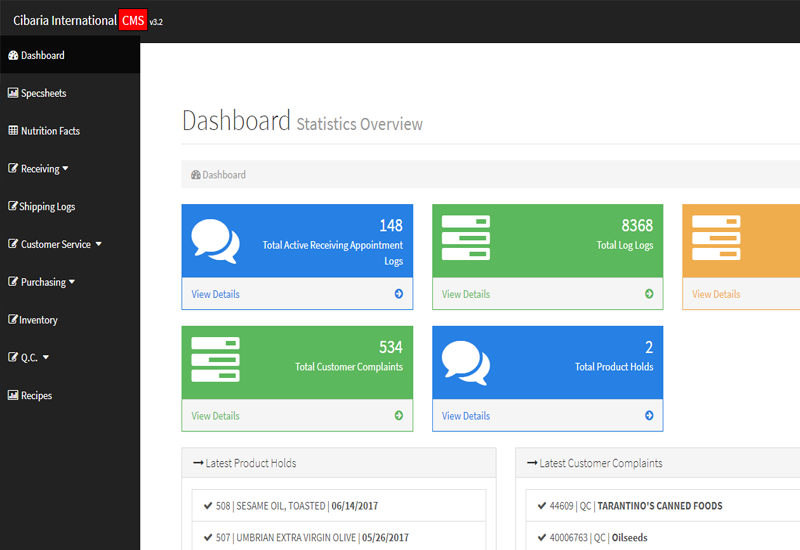 Cibaria International CMS v3.2
Dashboard
Specsheets
Nutrition Facts
Receiving
Shipping Logs
Customer Service
Purchasing
Inventory
Q.C.
Recipes
Dashboard Statistics Overview
Dashboard
148
Total Active Receiving Appointment
Logs
View Details
8368
Total Log Logs
View Details
View Details
534
Total Customer Complaints
View Details
2
Total Product Holds
View Details
Latest Product Holds
508 | SESAME OIL, TOASTED | 06/14/2017
507 | UMBRIAN EXTRA VIRGIN OLIVE | 05/26/2017
Latest Customer Complaints
44609 | QC | TARANTINO'S CANNED FOODS
40006763 | QC | Oilseeds